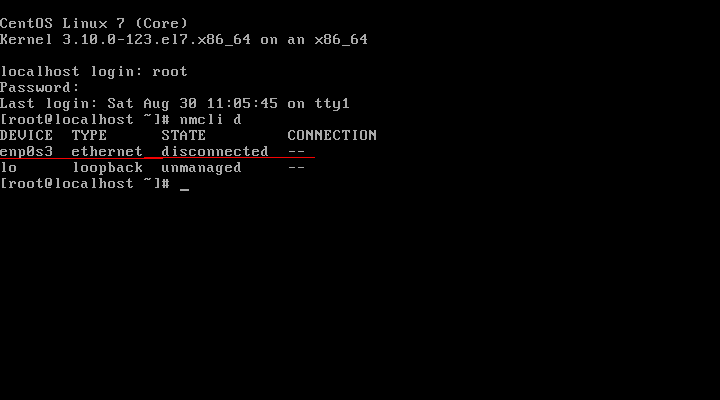 CentOS Linux 7 (Core)
Kernel 3.10.0-123.el7.x86_64 on an x86_64
localhost login: root
Password:
Last login: Sat Aug 30 11:05:45 on tty1
[root@localhost ~]# nmcli d
DEVICE  TYPE      STATE         CONNECTION
enp0s3  ethernet  disconnected  --
lo      loopback  unmanaged     --
[root@localhost ~]# _